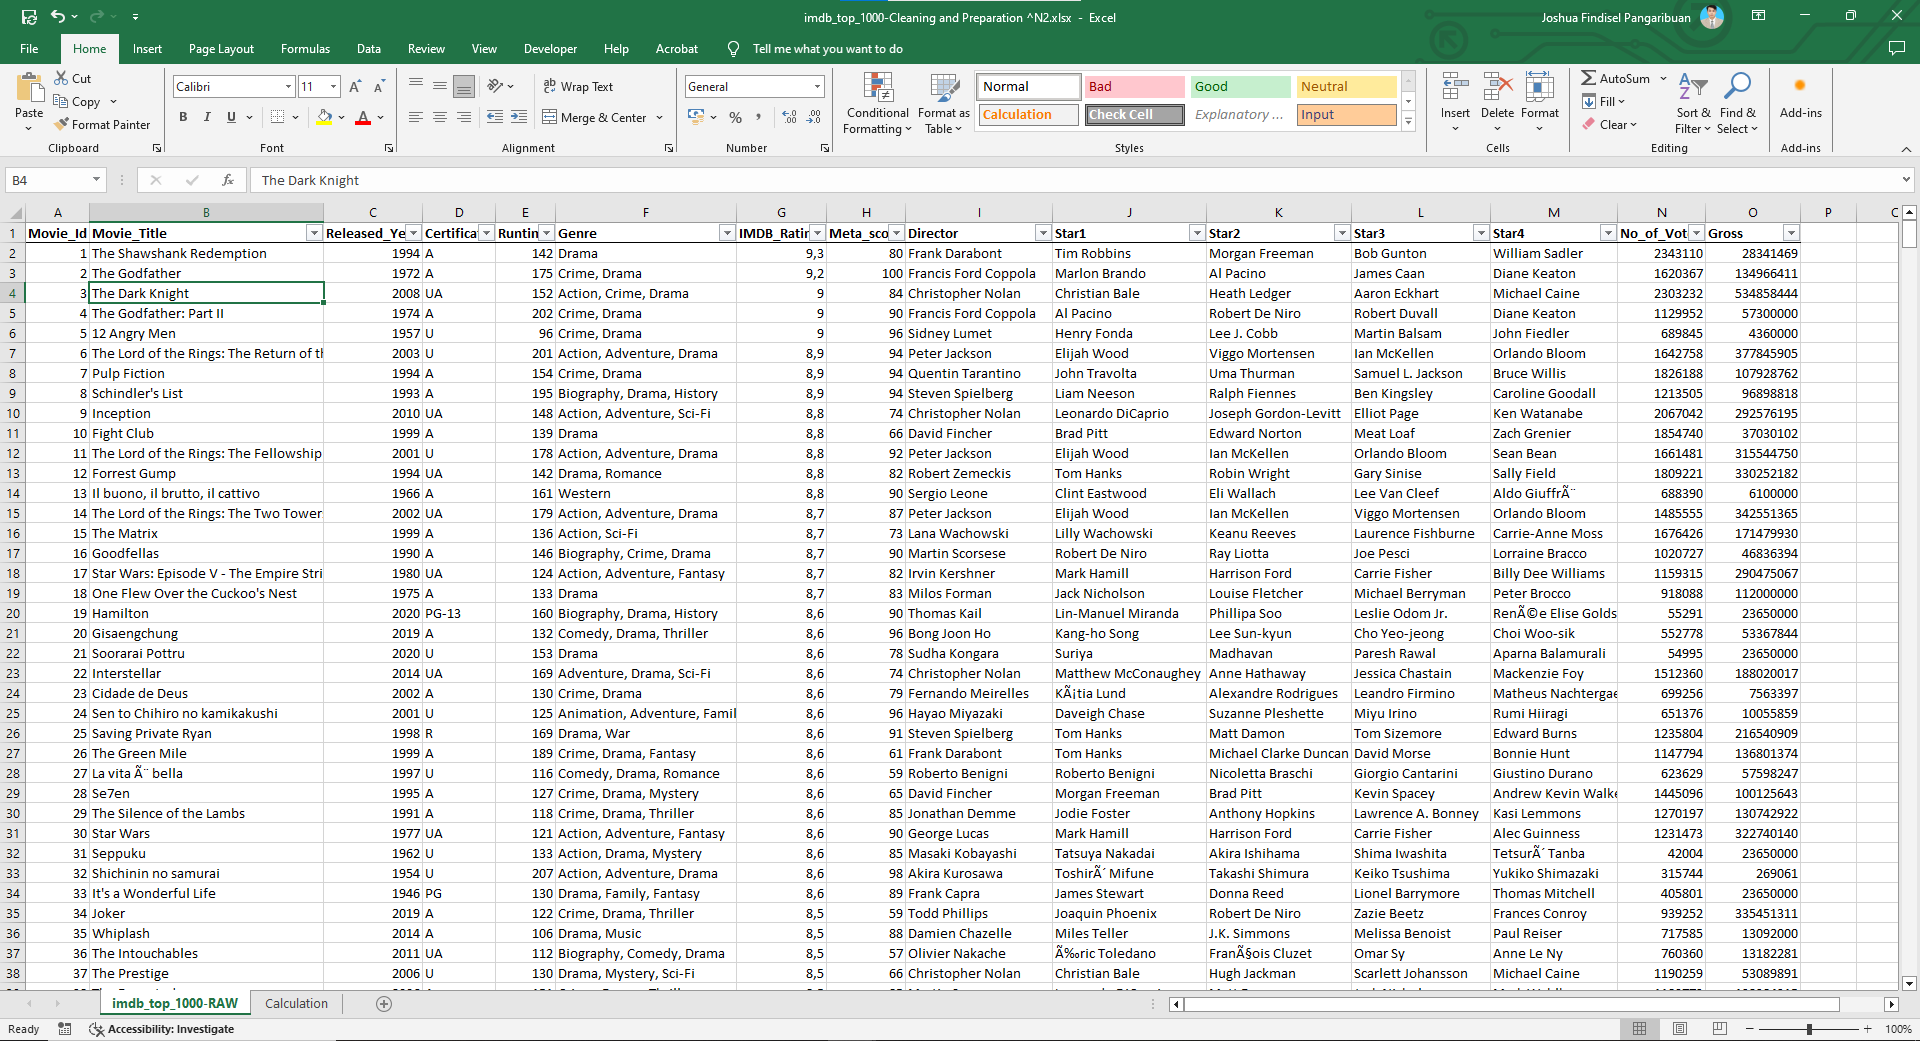 imdb_top_1000-Cleaning and Preparation ^N2.xlsx - Excel
Joshua Findisel Pangaribuan
File Home Insert Page Layout Formulas Data Review View Developer Help Acrobat Tell me what you want to do
Paste
Cut
Copy
Format Painter
Clipboard
Calibri 11
B I U
Font
Wrap Text
Merge & Center
Alignment
General
Number
Conditional Formatting
Format as Table
Normal Bad Good Neutral
Calculation Check Cell Explanatory ... Input
Styles
Insert Delete Format
Cells
AutoSum
Fill
Clear
Sort & Filter
Find & Select
Editing
Add-ins
Add-ins
B4 fx The Dark Knight
A B C D E F G H I J K L M N O P
1 Movie_Id Movie_Title Released_Ye Certifica Runtin Genre IMDB_Ratin Meta_sco Director Star1 Star2 Star3 Star4 No_of_Vot Gross
2 1 The Shawshank Redemption 1994 A 142 Drama 9,3 80 Frank Darabont Tim Robbins Morgan Freeman Bob Gunton William Sadler 2343110 28341469
3 2 The Godfather 1972 A 175 Crime, Drama 9,2 100 Francis Ford Coppola Marlon Brando Al Pacino James Caan Diane Keaton 1620367 134966411
4 3 The Dark Knight 2008 UA 152 Action, Crime, Drama 9 84 Christopher Nolan Christian Bale Heath Ledger Aaron Eckhart Michael Caine 2303232 534858444
5 4 The Godfather: Part II 1974 A 202 Crime, Drama 9 90 Francis Ford Coppola Al Pacino Robert De Niro Robert Duvall Diane Keaton 1129952 57300000
6 5 12 Angry Men 1957 U 96 Crime, Drama 9 96 Sidney Lumet Henry Fonda Lee J. Cobb Martin Balsam John Fiedler 689845 4360000
7 6 The Lord of the Rings: The Return of th 2003 U 201 Action, Adventure, Drama 8,9 94 Peter Jackson Elijah Wood Viggo Mortensen Ian McKellen Orlando Bloom 1642758 377845905
8 7 Pulp Fiction 1994 A 154 Crime, Drama 8,9 94 Quentin Tarantino John Travolta Uma Thurman Samuel L. Jackson Bruce Willis 1826188 107928762
9 8 Schindler's List 1993 A 195 Biography, Drama, History 8,9 94 Steven Spielberg Liam Neeson Ralph Fiennes Ben Kingsley Caroline Goodall 1213505 96898818
10 9 Inception 2010 UA 148 Action, Adventure, Sci-Fi 8,8 74 Christopher Nolan Leonardo DiCaprio Joseph Gordon-Levitt Elliot Page Ken Watanabe 2067042 292576195
11 10 Fight Club 1999 A 139 Drama 8,8 66 David Fincher Brad Pitt Edward Norton Meat Loaf Zach Grenier 1854740 37030102
12 11 The Lord of the Rings: The Fellowship 2001 U 178 Action, Adventure, Drama 8,8 92 Peter Jackson Elijah Wood Ian McKellen Orlando Bloom Sean Bean 1661481 315544750
13 12 Forrest Gump 1994 UA 142 Drama, Romance 8,8 82 Robert Zemeckis Tom Hanks Robin Wright Gary Sinise Sally Field 1809221 330252182
14 13 Il buono, il brutto, il cattivo 1966 A 161 Western 8,8 90 Sergio Leone Clint Eastwood Eli Wallach Lee Van Cleef Aldo GiuffrÃ¨ 688390 6100000
15 14 The Lord of the Rings: The Two Tower 2002 UA 179 Action, Adventure, Drama 8,7 87 Peter Jackson Elijah Wood Ian McKellen Viggo Mortensen Orlando Bloom 1485555 342551365
16 15 The Matrix 1999 A 136 Action, Sci-Fi 8,7 73 Lana Wachowski Lilly Wachowski Keanu Reeves Laurence Fishburne Carrie-Anne Moss 1676426 171479930
17 16 Goodfellas 1990 A 146 Biography, Crime, Drama 8,7 90 Martin Scorsese Robert De Niro Ray Liotta Joe Pesci Lorraine Bracco 1020727 46836394
18 17 Star Wars: Episode V - The Empire Stri 1980 UA 124 Action, Adventure, Fantasy 8,7 82 Irvin Kershner Mark Hamill Harrison Ford Carrie Fisher Billy Dee Williams 1159315 290475067
19 18 One Flew Over the Cuckoo's Nest 1975 A 133 Drama 8,7 83 Milos Forman Jack Nicholson Louise Fletcher Michael Berryman Peter Brocco 918088 112000000
20 19 Hamilton 2020 PG-13 160 Biography, Drama, History 8,6 90 Thomas Kail Lin-Manuel Miranda Phillipa Soo Leslie Odom Jr. RenÃ©e Elise Golds 55291 23650000
21 20 Gisaengchung 2019 A 132 Comedy, Drama, Thriller 8,6 96 Bong Joon Ho Kang-ho Song Lee Sun-kyun Cho Yeo-jeong Choi Woo-sik 552778 53367844
22 21 Soorarai Pottru 2020 U 153 Drama 8,6 78 Sudha Kongara Suriya Madhavan Paresh Rawal Aparna Balamurali 54995 23650000
23 22 Interstellar 2014 UA 169 Adventure, Drama, Sci-Fi 8,6 74 Christopher Nolan Matthew McConaughey Anne Hathaway Jessica Chastain Mackenzie Foy 1512360 188020017
24 23 Cidade de Deus 2002 A 130 Crime, Drama 8,6 79 Fernando Meirelles KÃ¡tia Lund Alexandre Rodrigues Leandro Firmino Matheus Nachtergae 699256 7563397
25 24 Sen to Chihiro no kamikakushi 2001 U 125 Animation, Adventure, Famil 8,6 96 Hayao Miyazaki Daveigh Chase Suzanne Pleshette Miyu Irino Rumi Hiiragi 651376 10055859
26 25 Saving Private Ryan 1998 R 169 Drama, War 8,6 91 Steven Spielberg Tom Hanks Matt Damon Tom Sizemore Edward Burns 1235804 216540909
27 26 The Green Mile 1999 A 189 Crime, Drama, Fantasy 8,6 61 Frank Darabont Tom Hanks Michael Clarke Duncan David Morse Bonnie Hunt 1147794 136801374
28 27 La vita Ã¨ bella 1997 U 116 Comedy, Drama, Romance 8,6 59 Roberto Benigni Roberto Benigni Nicoletta Braschi Giorgio Cantarini Giustino Durano 623629 57598247
29 28 Se7en 1995 A 127 Crime, Drama, Mystery 8,6 65 David Fincher Morgan Freeman Brad Pitt Kevin Spacey Andrew Kevin Walke 1445096 100125643
30 29 The Silence of the Lambs 1991 A 118 Crime, Drama, Thriller 8,6 85 Jonathan Demme Jodie Foster Anthony Hopkins Lawrence A. Bonney Kasi Lemmons 1270197 130742922
31 30 Star Wars 1977 UA 121 Action, Adventure, Fantasy 8,6 90 George Lucas Mark Hamill Harrison Ford Carrie Fisher Alec Guinness 1231473 322740140
32 31 Seppuku 1962 U 133 Action, Drama, Mystery 8,6 85 Masaki Kobayashi Tatsuya Nakadai Akira Ishihama Shima Iwashita TetsurÃ´ Tanba 42004 23650000
33 32 Shichinin no samurai 1954 U 207 Action, Adventure, Drama 8,6 98 Akira Kurosawa ToshirÃ´ Mifune Takashi Shimura Keiko Tsushima Yukiko Shimazaki 315744 269061
34 33 It's a Wonderful Life 1946 PG 130 Drama, Family, Fantasy 8,6 89 Frank Capra James Stewart Donna Reed Lionel Barrymore Thomas Mitchell 405801 23650000
35 34 Joker 2019 A 122 Crime, Drama, Thriller 8,5 59 Todd Phillips Joaquin Phoenix Robert De Niro Zazie Beetz Frances Conroy 939252 335451311
36 35 Whiplash 2014 A 106 Drama, Music 8,5 88 Damien Chazelle Miles Teller J.K. Simmons Melissa Benoist Paul Reiser 717585 13092000
37 36 The Intouchables 2011 UA 112 Biography, Comedy, Drama 8,5 57 Olivier Nakache Ã‰ric Toledano FranÃ§ois Cluzet Omar Sy Anne Le Ny 760360 13182281
38 37 The Prestige 2006 U 130 Drama, Mystery, Sci-Fi 8,5 66 Christopher Nolan Christian Bale Hugh Jackman Scarlett Johansson Michael Caine 1190259 53089891
imdb_top_1000-RAW Calculation
Ready Accessibility: Investigate 100%